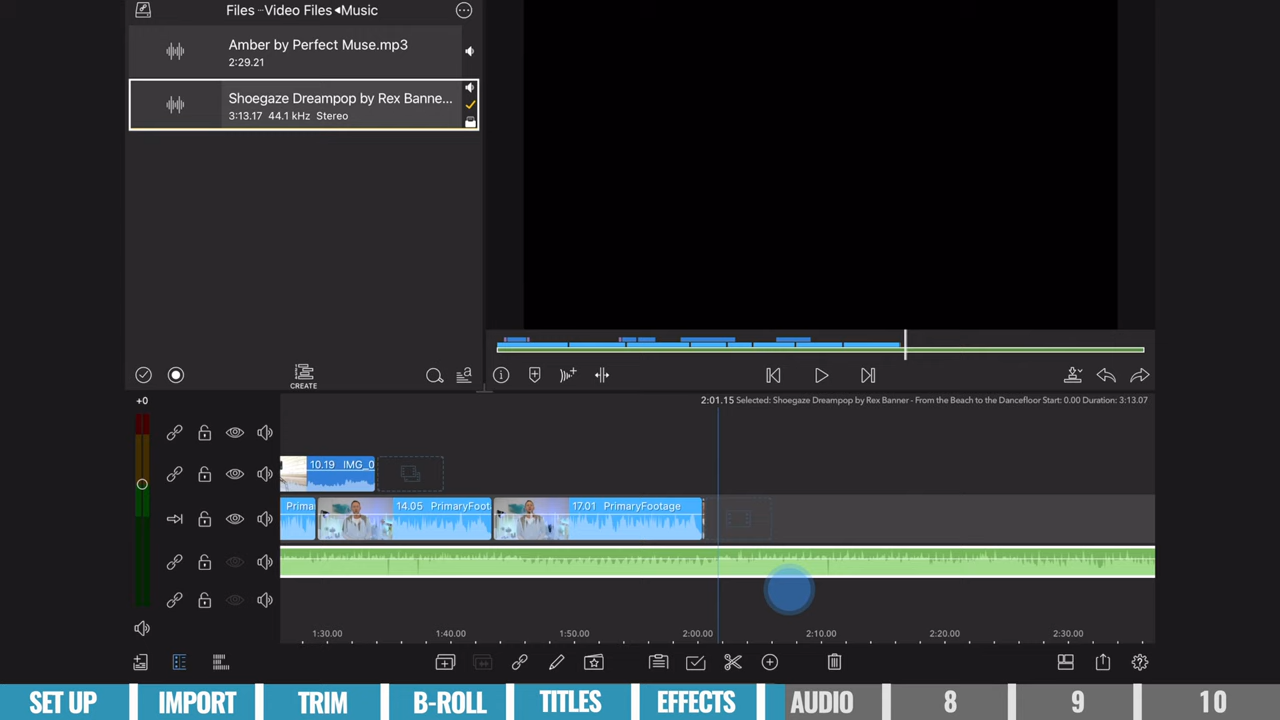 Files ··Video Files ◂Music
Amber by Perfect Muse.mp3
2:29.21
Shoegaze Dreampop by Rex Banne...
3:13.17 44.1 kHz Stereo
CREATE
+0
2:01.15 Selected: Shoegaze Dreampop by Rex Banner - From the Beach to the Dancefloor Start: 0.00 Duration: 3:13.07
10.19 IMG_0
Prima
14.05 PrimaryFoot
17.01 PrimaryFootage
1:30.00 1:40.00 1:50.00 2:00.00 2:10.00 2:20.00 2:30.00
SET UP IMPORT TRIM B-ROLL TITLES EFFECTS AUDIO 8 9 10